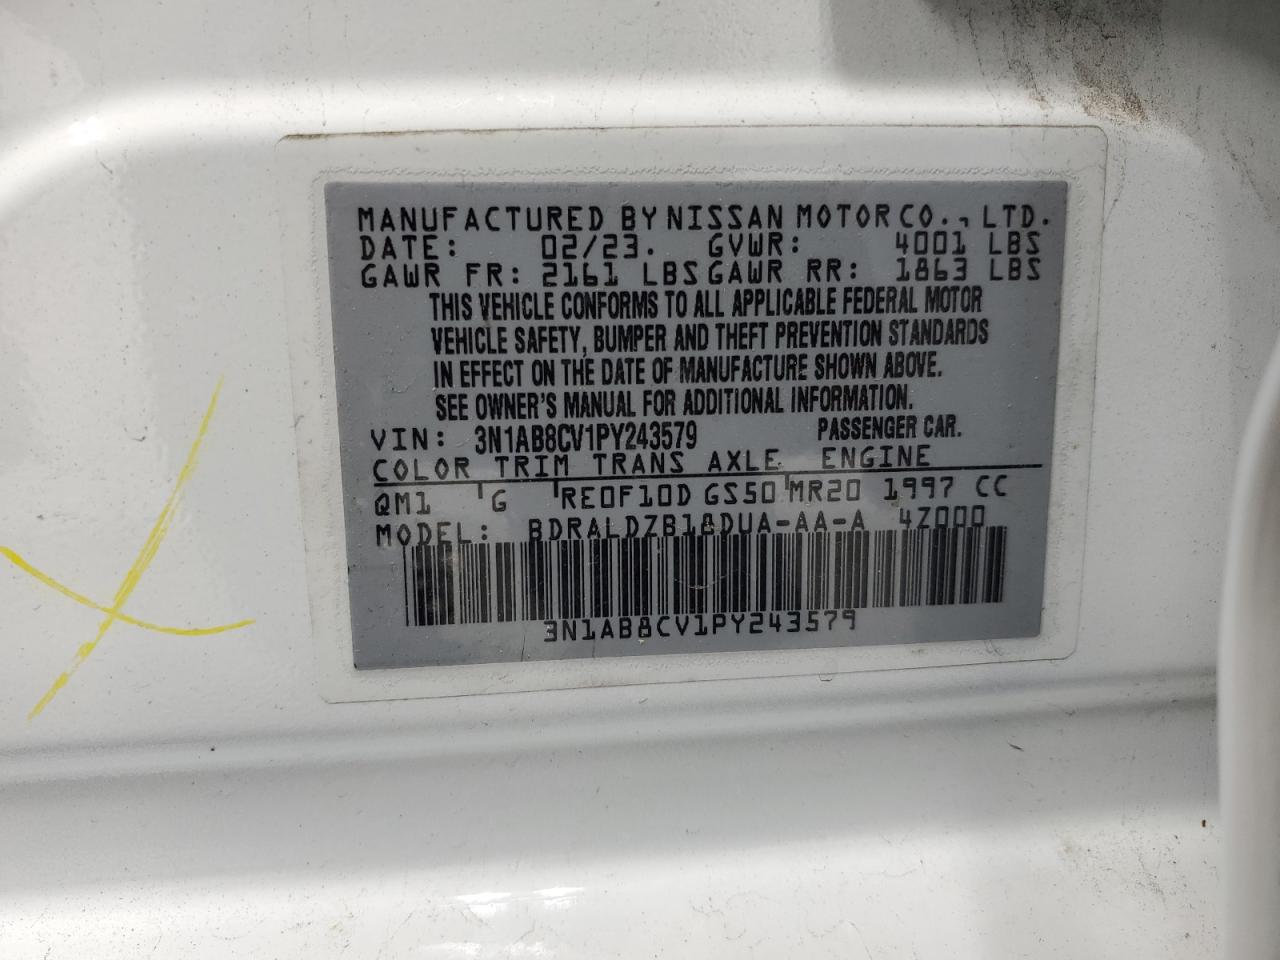 MANUFACTURED BY NISSAN MOTOR CO., LTD.
DATE: 02/23. GVWR: 4001 LBS
GAWR FR: 2161 LBS GAWR RR: 1863 LBS
THIS VEHICLE CONFORMS TO ALL APPLICABLE FEDERAL MOTOR
VEHICLE SAFETY, BUMPER AND THEFT PREVENTION STANDARDS
IN EFFECT ON THE DATE OF MANUFACTURE SHOWN ABOVE.
SEE OWNER'S MANUAL FOR ADDITIONAL INFORMATION.
VIN: 3N1AB8CV1PY243579 PASSENGER CAR.
COLOR TRIM TRANS AXLE ENGINE
QM1 G RE0F10D GS50 MR20 1997 CC
MODEL: BDRALDZB18DUA-AA-A 4Z000
3N1AB8CV1PY243579